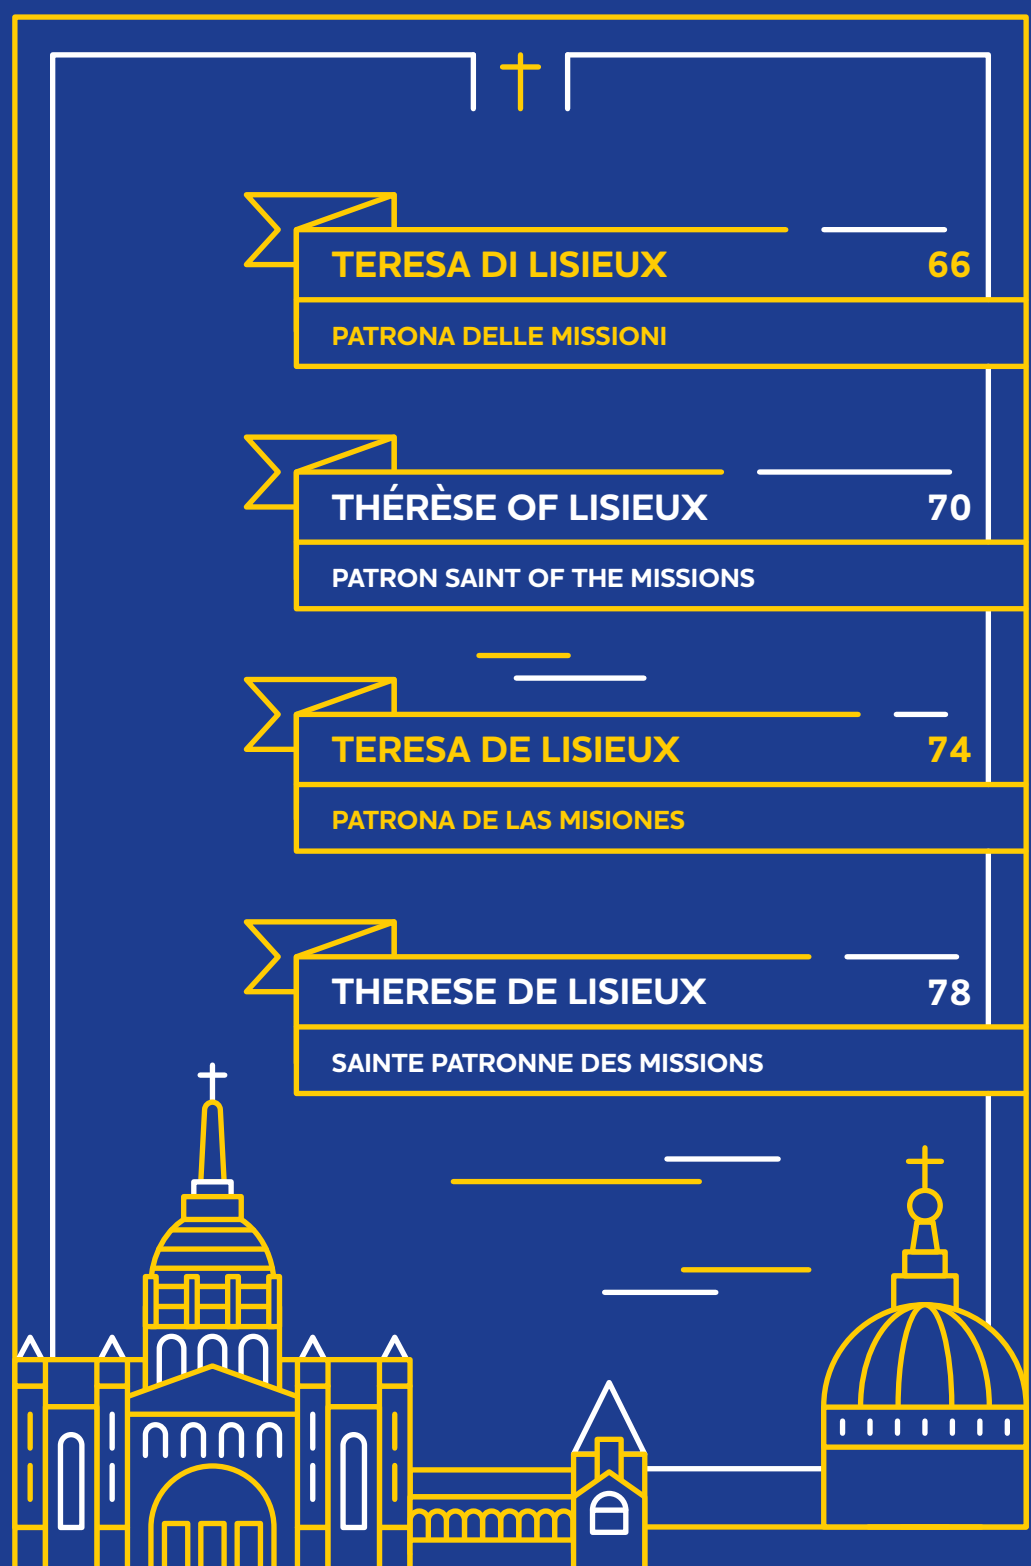 TERESA DI LISIEUX 66
PATRONA DELLE MISSIONI
THÉRÈSE OF LISIEUX 70
PATRON SAINT OF THE MISSIONS
TERESA DE LISIEUX 74
PATRONA DE LAS MISIONES
THERESE DE LISIEUX 78
SAINTE PATRONNE DES MISSIONS